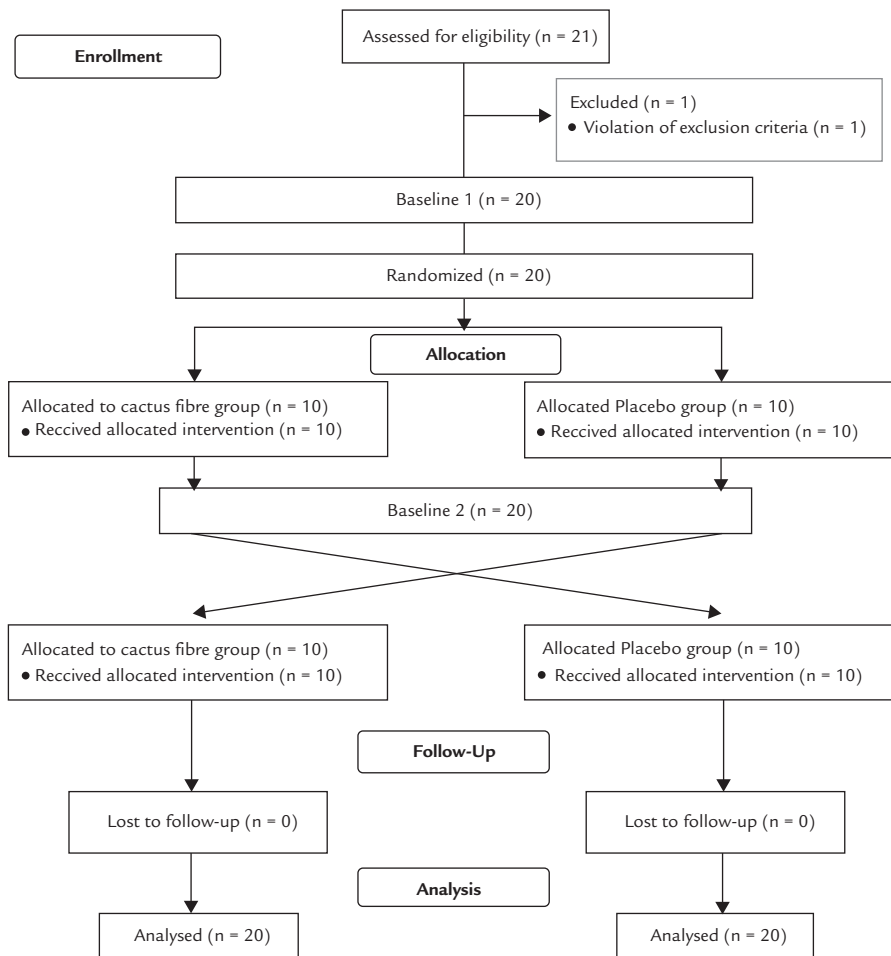 Assessed for eligibility (n = 21)
Enrollment
Excluded (n = 1)
● Violation of exclusion criteria (n = 1)
Baseline 1 (n = 20)
Randomized (n = 20)
Allocation
Allocated to cactus fibre group (n = 10)
● Reccived allocated intervention (n = 10)
Allocated Placebo group (n = 10)
● Reccived allocated intervention (n = 10)
Baseline 2 (n = 20)
Allocated to cactus fibre group (n = 10)
● Reccived allocated intervention (n = 10)
Allocated Placebo group (n = 10)
● Reccived allocated intervention (n = 10)
Follow-Up
Lost to follow-up (n = 0)
Lost to follow-up (n = 0)
Analysis
Analysed (n = 20)
Analysed (n = 20)